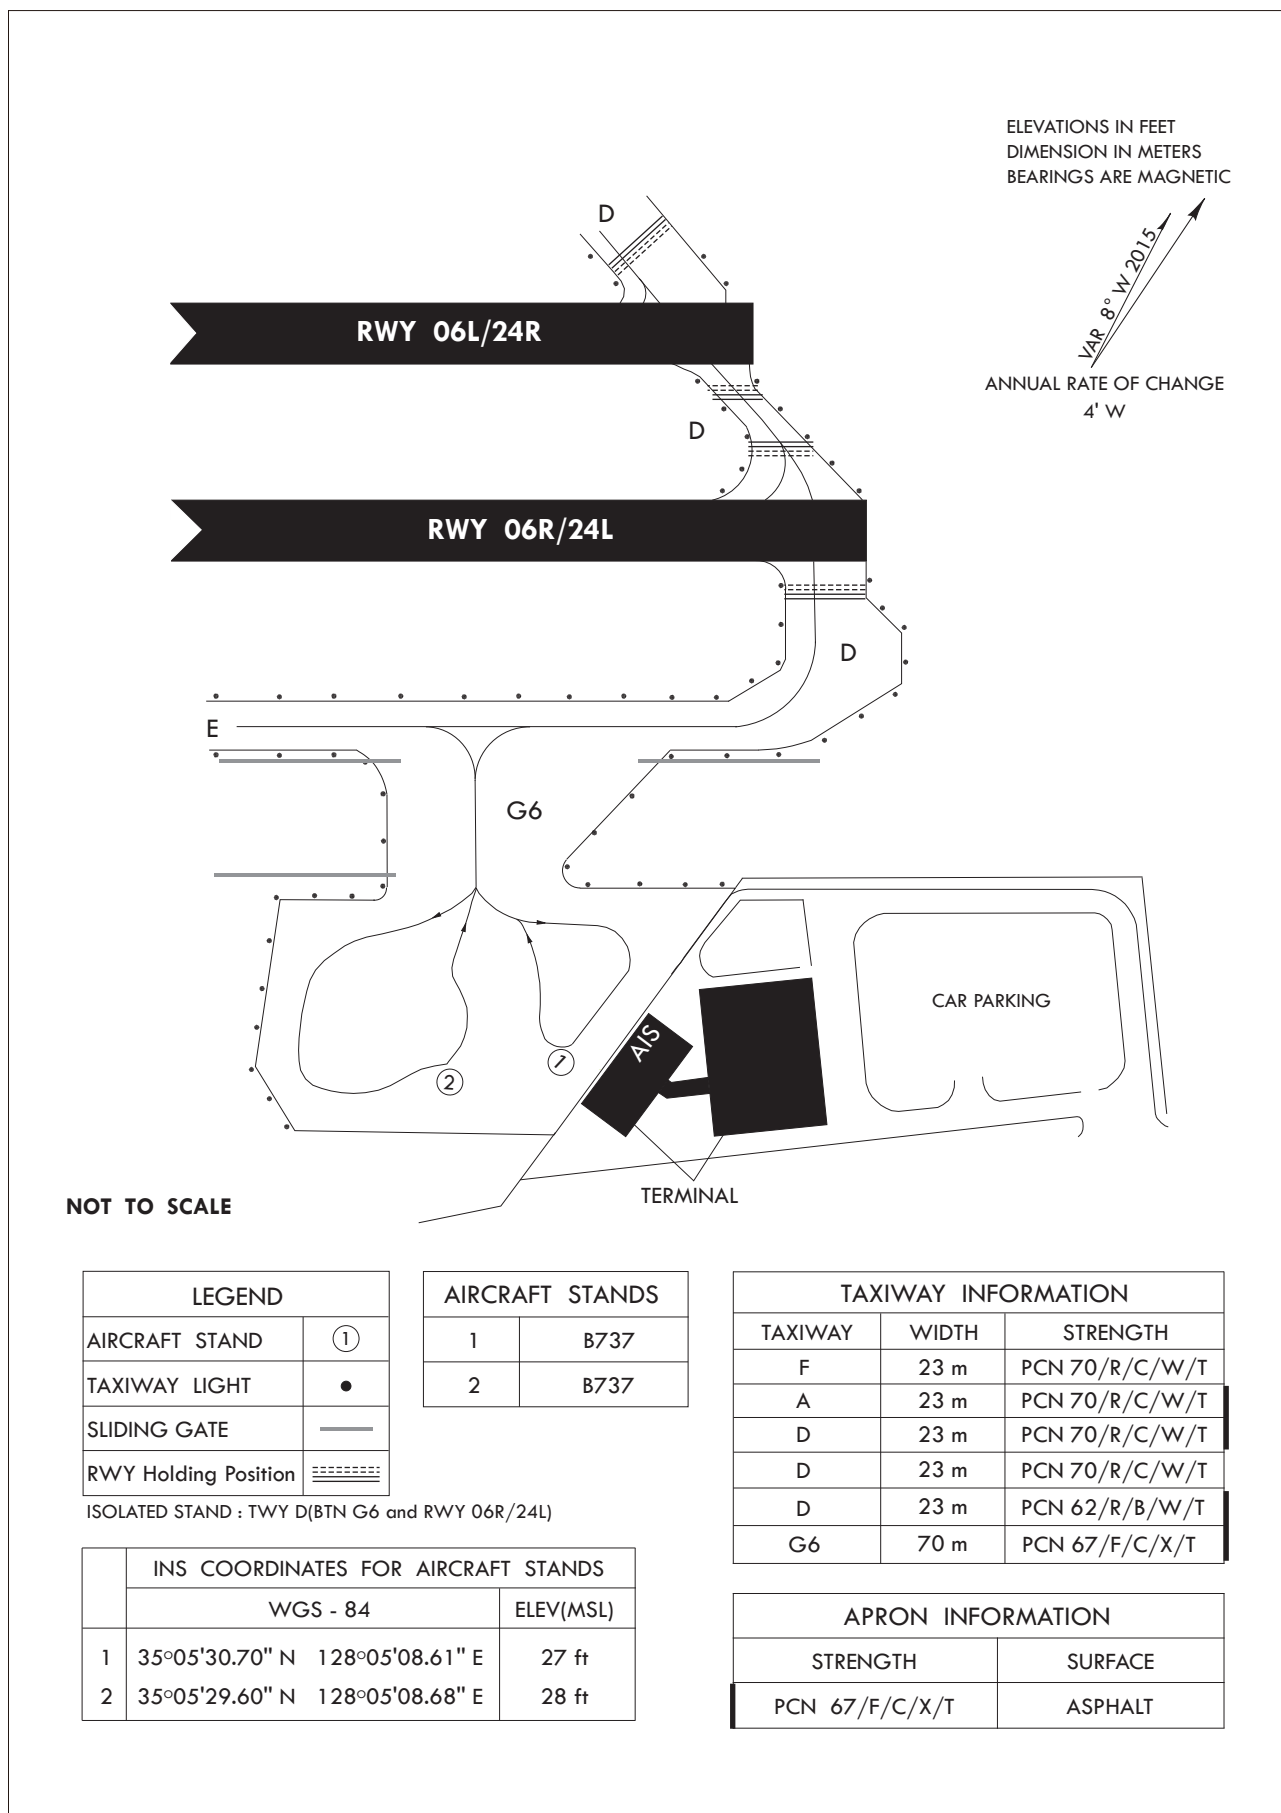 ELEVATIONS IN FEET
DIMENSION IN METERS
BEARINGS ARE MAGNETIC
VAR 8° W 2015
ANNUAL RATE OF CHANGE
4' W
D
RWY 06L/24R
D
RWY 06R/24L
D
E
G6
CAR PARKING
AIS
1
2
TERMINAL
NOT TO SCALE
LEGEND
AIRCRAFT STAND 1
TAXIWAY LIGHT
SLIDING GATE
RWY Holding Position
ISOLATED STAND : TWY D(BTN G6 and RWY 06R/24L)
AIRCRAFT STANDS
1 B737
2 B737
TAXIWAY INFORMATION
TAXIWAY WIDTH STRENGTH
F 23 m PCN 70/R/C/W/T
A 23 m PCN 70/R/C/W/T
D 23 m PCN 70/R/C/W/T
D 23 m PCN 70/R/C/W/T
D 23 m PCN 62/R/B/W/T
G6 70 m PCN 67/F/C/X/T
INS COORDINATES FOR AIRCRAFT STANDS
WGS - 84 ELEV(MSL)
1 35°05'30.70" N 128°05'08.61" E 27 ft
2 35°05'29.60" N 128°05'08.68" E 28 ft
APRON INFORMATION
STRENGTH SURFACE
PCN 67/F/C/X/T ASPHALT